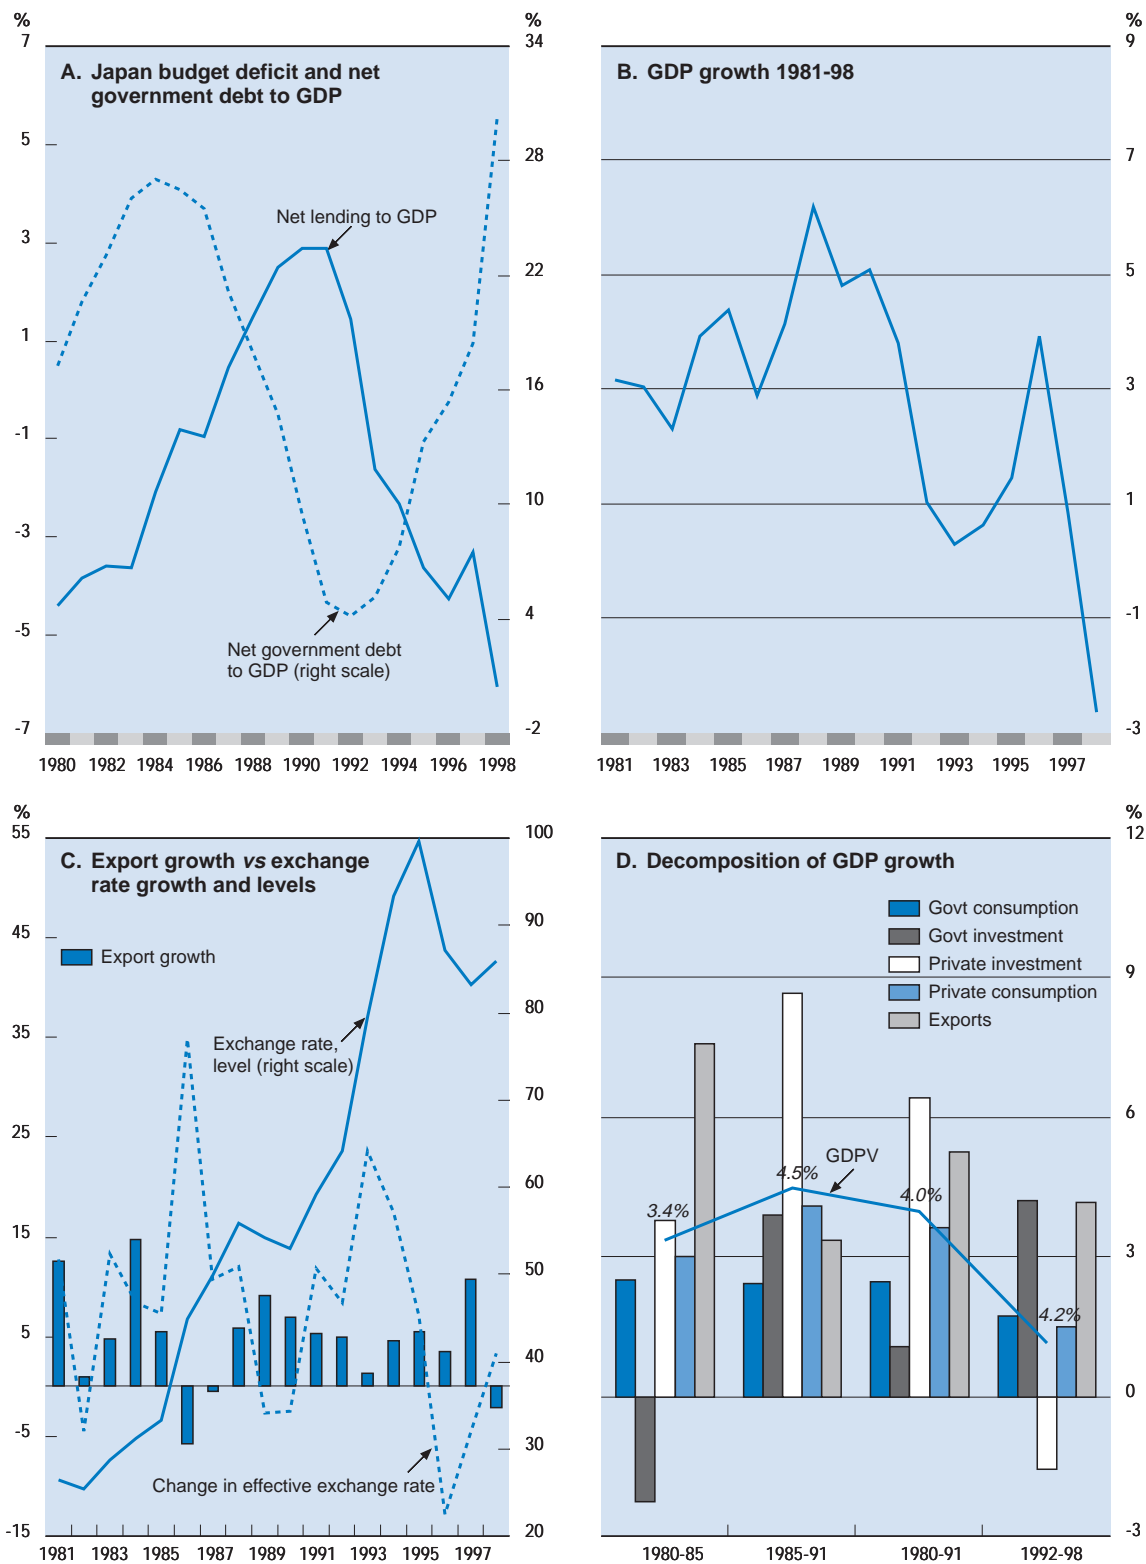 %
%
7
34
A. Japan budget deficit and net
government debt to GDP
5
28
Net lending to GDP
3
22
1
16
-1
10
-3
4
-5
Net government debt
to GDP (right scale)
-7
-2
1980 1982 1984 1986 1988 1990 1992 1994 1996 1998
%
9
B. GDP growth 1981-98
7
5
3
1
-1
-3
1981 1983 1985 1987 1989 1991 1993 1995 1997
%
55
100
C. Export growth vs exchange
rate growth and levels
90
45
Export growth
80
35
Exchange rate,
level (right scale)
70
25
60
15
50
5
40
-5
30
Change in effective exchange rate
-15
20
1981 1983 1985 1987 1989 1991 1993 1995 1997
%
12
D. Decomposition of GDP growth
Govt consumption
Govt investment
Private investment
9
Private consumption
Exports
6
GDPV
4.5%
4.0%
3.4%
3
4.2%
0
-3
1980-85 1985-91 1980-91 1992-98